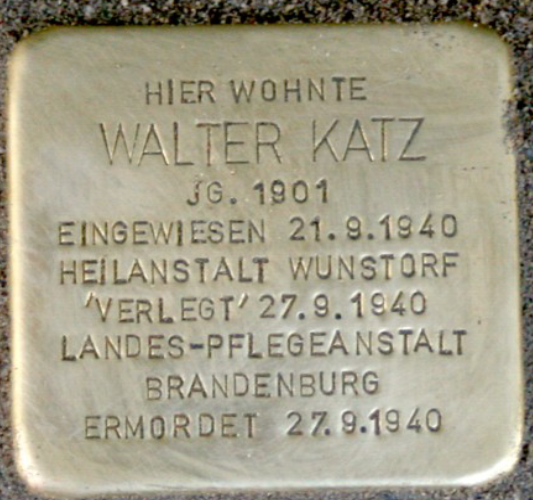 HIER WOHNTE
WALTER KATZ
JG. 1901
EINGEWIESEN 21.9.1940
HEILANSTALT WUNSTORF
'VERLEGT' 27.9.1940
LANDES-PFLEGEANSTALT
BRANDENBURG
ERMORDET 27.9.1940